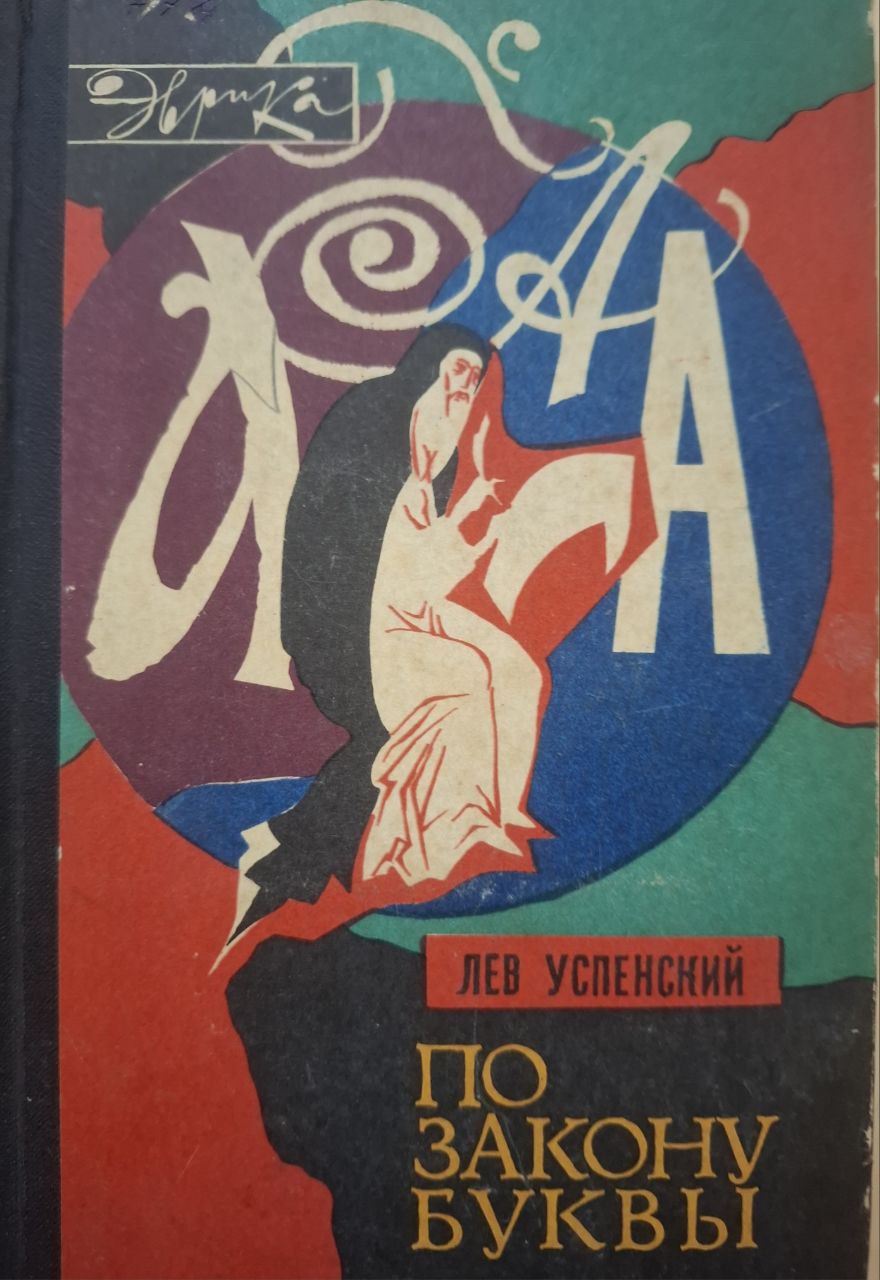 Эврика
А
А
А
ЛЕВ УСПЕНСКИЙ
ПО
ЗАКОНУ
БУКВЫ